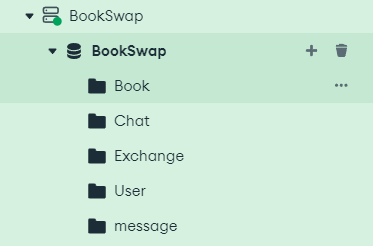 BookSwap
BookSwap
Book
Chat
Exchange
User
message